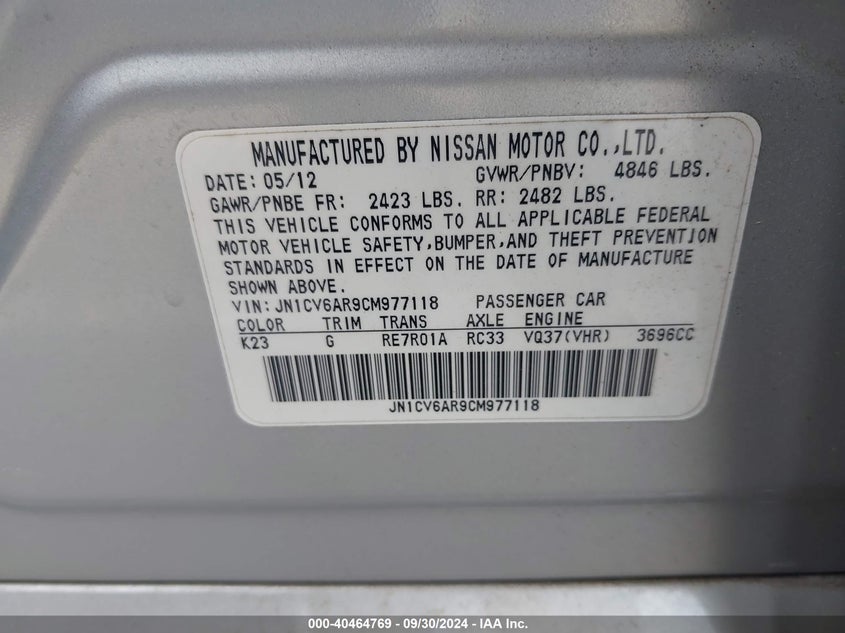 MANUFACTURED BY NISSAN MOTOR CO.,LTD.
DATE: 05/12 GVWR/PNBV: 4846 LBS.
GAWR/PNBE FR: 2423 LBS. RR: 2482 LBS.
THIS VEHICLE CONFORMS TO ALL APPLICABLE FEDERAL
MOTOR VEHICLE SAFETY,BUMPER,AND THEFT PREVENTION
STANDARDS IN EFFECT ON THE DATE OF MANUFACTURE
SHOWN ABOVE.
VIN: JN1CV6AR9CM977118 PASSENGER CAR
COLOR TRIM TRANS AXLE ENGINE
K23 G RE7R01A RC33 VQ37(VHR) 3696CC
JN1CV6AR9CM977118
000-40464769 - 09/30/2024 - IAA Inc.